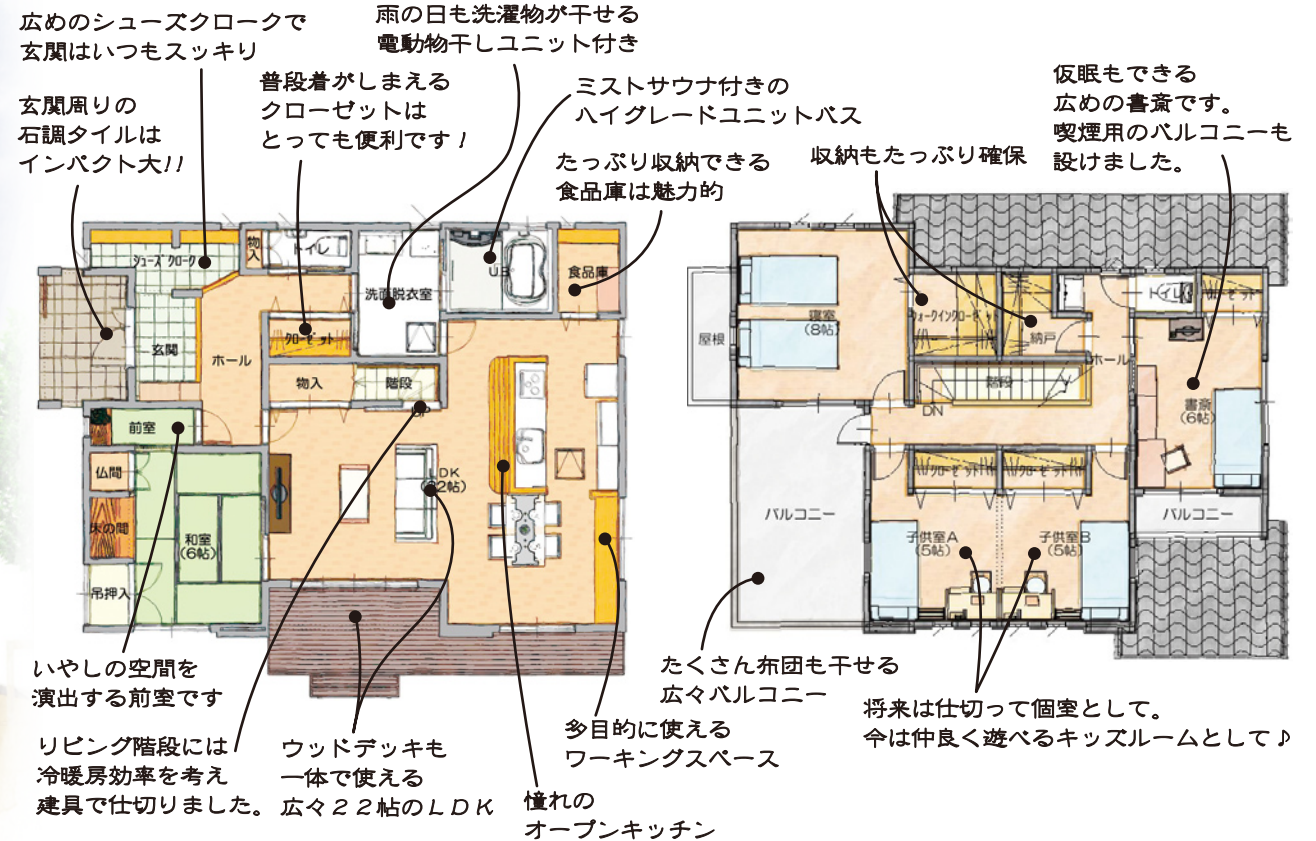 広めのシューズクロークで
玄関はいつもスッキリ
雨の日も洗濯物が干せる
電動物干しユニット付き
玄関周りの
石調タイルは
インパクト大!!
普段着がしまえる
クローゼットは
とっても便利です!
ミストサウナ付きの
ハイグレードユニットバス
たっぷり収納できる
食品庫は魅力的
収納もたっぷり確保
仮眠もできる
広めの書斎です。
喫煙用のバルコニーも
設けました。
シューズクローク
物入
トイレ
洗面脱衣室
U.B
食品庫
玄関
ホール
クローゼット
物入
階段
UP
前室
仏間
床の間
和室
(6帖)
吊押入
LDK
(22帖)
屋根
寝室
(8帖)
ウォークインクローゼット
納戸
トイレ
クローゼット
ホール
階段
DN
書斎
(6帖)
バルコニー
クローゼット
クローゼット
子供室A
(5帖)
子供室B
(5帖)
バルコニー
いやしの空間を
演出する前室です
リビング階段には
冷暖房効率を考え
建具で仕切りました。
ウッドデッキも
一体で使える
広々22帖のLDK
憧れの
オープンキッチン
多目的に使える
ワーキングスペース
たくさん布団も干せる
広々バルコニー
将来は仕切って個室として。
今は仲良く遊べるキッズルームとして♪